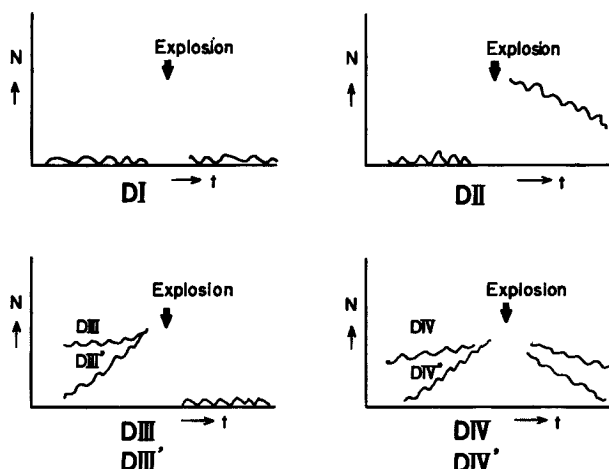 Explosion
N
t
DI
Explosion
N
t
DII
Explosion
N
DIII
DIII'
t
DIII
DIII'
Explosion
N
DIV
DIV'
t
DIV
DIV'